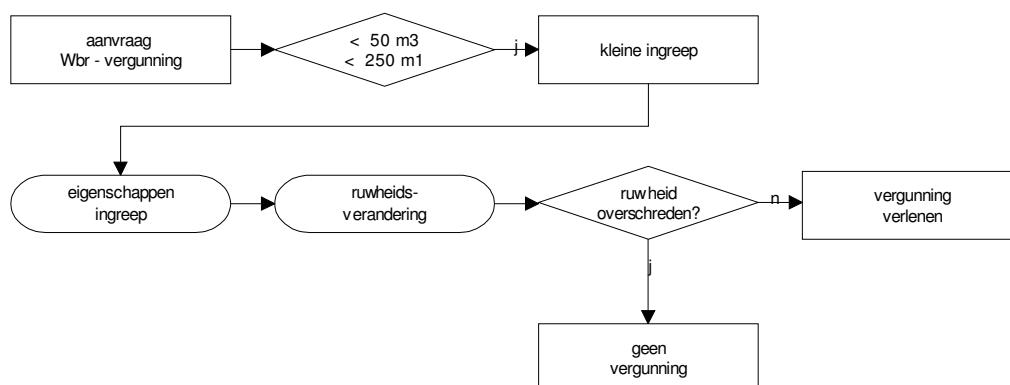 aanvraag
Wbr - vergunning
< 50 m3
< 250 m1
j
kleine ingreep
eigenschappen
ingreep
ruwheids-
verandering
ruwheid
overschreden?
n
vergunning
verlenen
j
geen
vergunning